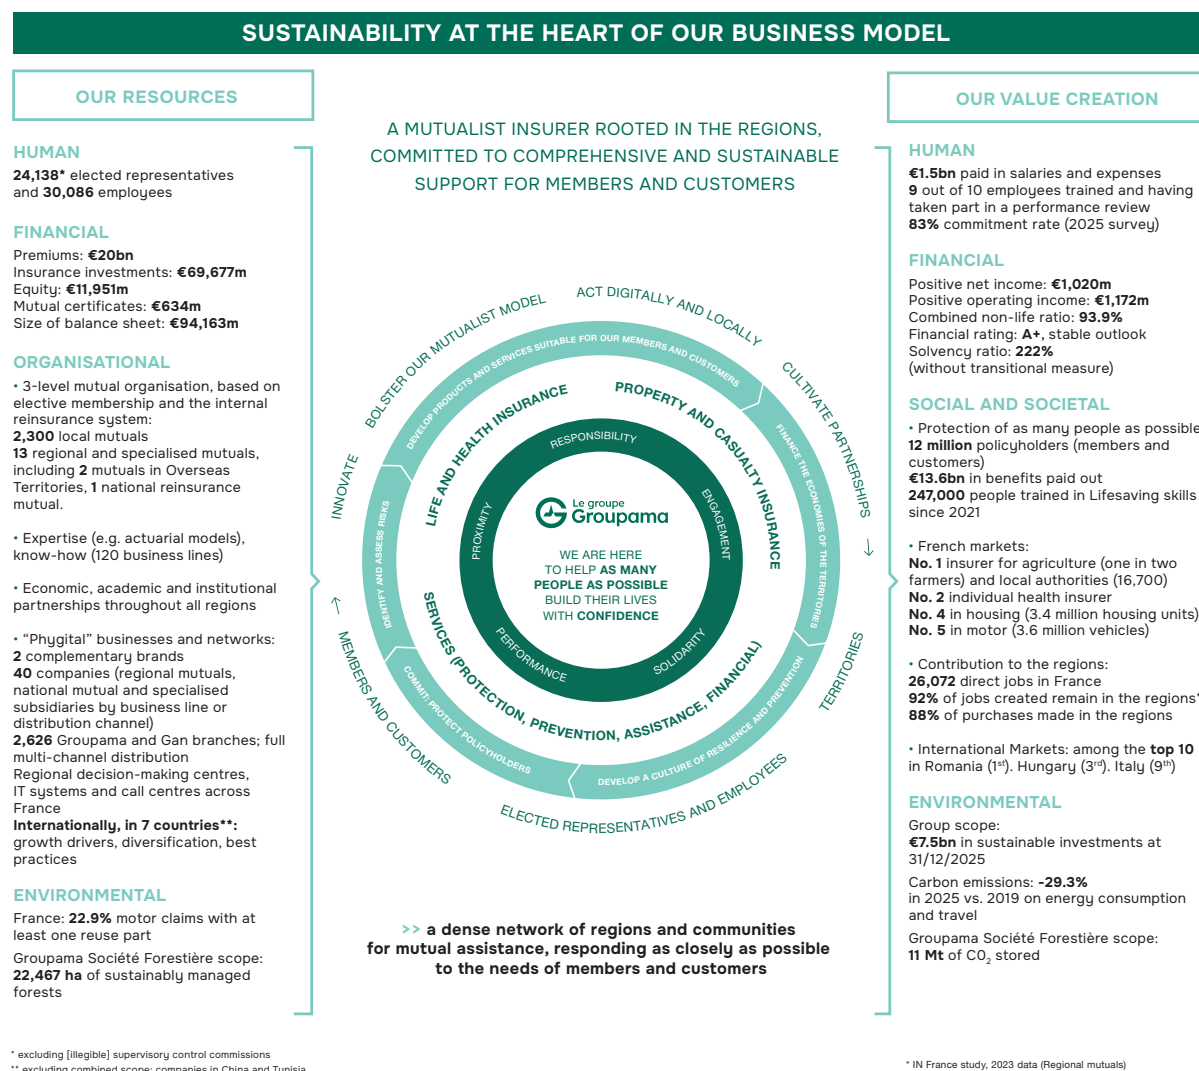 SUSTAINABILITY AT THE HEART OF OUR BUSINESS MODEL
OUR RESOURCES
HUMAN
24,138* elected representatives
and 30,086 employees
FINANCIAL
Premiums: €20bn
Insurance investments: €69,677m
Equity: €11,951m
Mutual certificates: €634m
Size of balance sheet: €94,163m
ORGANISATIONAL
• 3-level mutual organisation, based on
elective membership and the internal
reinsurance system:
2,300 local mutuals
13 regional and specialised mutuals,
including 2 mutuals in Overseas
Territories, 1 national reinsurance
mutual.
• Expertise (e.g. actuarial models),
know-how (120 business lines)
• Economic, academic and institutional
partnerships throughout all regions
• “Phygital” businesses and networks:
2 complementary brands
40 companies (regional mutuals,
national mutual and specialised
subsidiaries by business line or
distribution channel)
2,626 Groupama and Gan branches; full
multi-channel distribution
Regional decision-making centres,
IT systems and call centres across
France
Internationally, in 7 countries**:
growth drivers, diversification, best
practices
ENVIRONMENTAL
France: 22.9% motor claims with at
least one reuse part
Groupama Société Forestière scope:
22,467 ha of sustainably managed
forests
* excluding [illegible] supervisory control commissions
** excluding combined scope: companies in China and Tunisia
A MUTUALIST INSURER ROOTED IN THE REGIONS,
COMMITTED TO COMPREHENSIVE AND SUSTAINABLE
SUPPORT FOR MEMBERS AND CUSTOMERS
INNOVATE
BOLSTER OUR MUTUALIST MODEL
ACT DIGITALLY AND LOCALLY
CULTIVATE PARTNERSHIPS →
TERRITORIES
ELECTED REPRESENTATIVES AND EMPLOYEES
MEMBERS AND CUSTOMERS →
IDENTIFY AND ASSESS RISKS
DEVELOP PRODUCTS AND SERVICES SUITABLE FOR OUR MEMBERS AND CUSTOMERS
FINANCE THE ECONOMIES OF THE TERRITORIES
DEVELOP A CULTURE OF RESILIENCE AND PREVENTION
COMMIT: PROTECT POLICYHOLDERS
LIFE AND HEALTH INSURANCE
PROPERTY AND CASUALTY INSURANCE
SERVICES (PROTECTION, PREVENTION, ASSISTANCE, FINANCIAL)
PROXIMITY
RESPONSIBILITY
ENGAGEMENT
SOLIDARITY
PERFORMANCE
Le groupe
Groupama
WE ARE HERE
TO HELP AS MANY
PEOPLE AS POSSIBLE
BUILD THEIR LIVES
WITH CONFIDENCE
>> a dense network of regions and communities
for mutual assistance, responding as closely as possible
to the needs of members and customers
OUR VALUE CREATION
HUMAN
€1.5bn paid in salaries and expenses
9 out of 10 employees trained and having
taken part in a performance review
83% commitment rate (2025 survey)
FINANCIAL
Positive net income: €1,020m
Positive operating income: €1,172m
Combined non-life ratio: 93.9%
Financial rating: A+, stable outlook
Solvency ratio: 222%
(without transitional measure)
SOCIAL AND SOCIETAL
• Protection of as many people as possible
12 million policyholders (members and
customers)
€13.6bn in benefits paid out
247,000 people trained in Lifesaving skills
since 2021
• French markets:
No. 1 insurer for agriculture (one in two
farmers) and local authorities (16,700)
No. 2 individual health insurer
No. 4 in housing (3.4 million housing units)
No. 5 in motor (3.6 million vehicles)
• Contribution to the regions:
26,072 direct jobs in France
92% of jobs created remain in the regions*
88% of purchases made in the regions
• International Markets: among the top 10
in Romania (1st). Hungary (3rd). Italy (9th)
ENVIRONMENTAL
Group scope:
€7.5bn in sustainable investments at
31/12/2025
Carbon emissions: -29.3%
in 2025 vs. 2019 on energy consumption
and travel
Groupama Société Forestière scope:
11 Mt of CO2 stored
* IN France study, 2023 data (Regional mutuals)